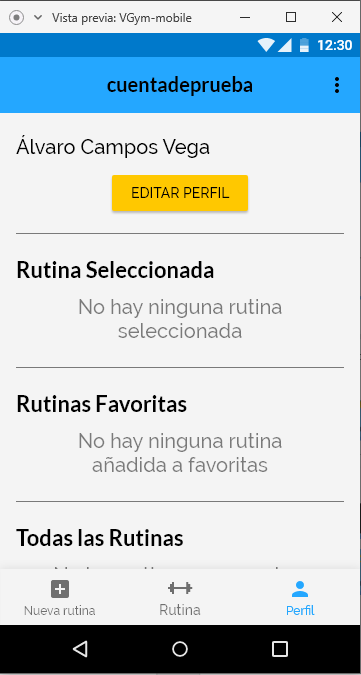 Vista previa: VGym-mobile
12:30
cuentadeprueba
Álvaro Campos Vega
EDITAR PERFIL
Rutina Seleccionada
No hay ninguna rutina
seleccionada
Rutinas Favoritas
No hay ninguna rutina
añadida a favoritas
Todas las Rutinas
Nueva rutina
Rutina
Perfil